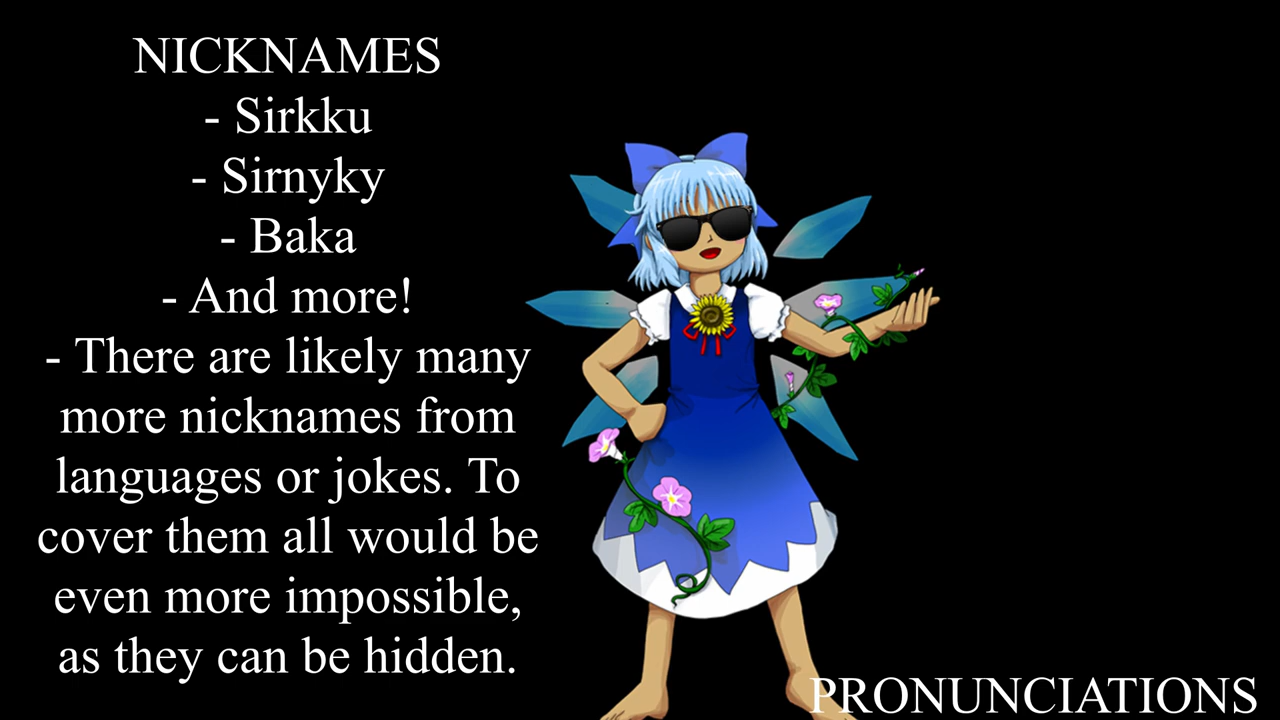 NICKNAMES
- Sirkku
- Sirnyky
- Baka
- And more!
- There are likely many
more nicknames from
languages or jokes. To
cover them all would be
even more impossible,
as they can be hidden.
PRONUNCIATIONS